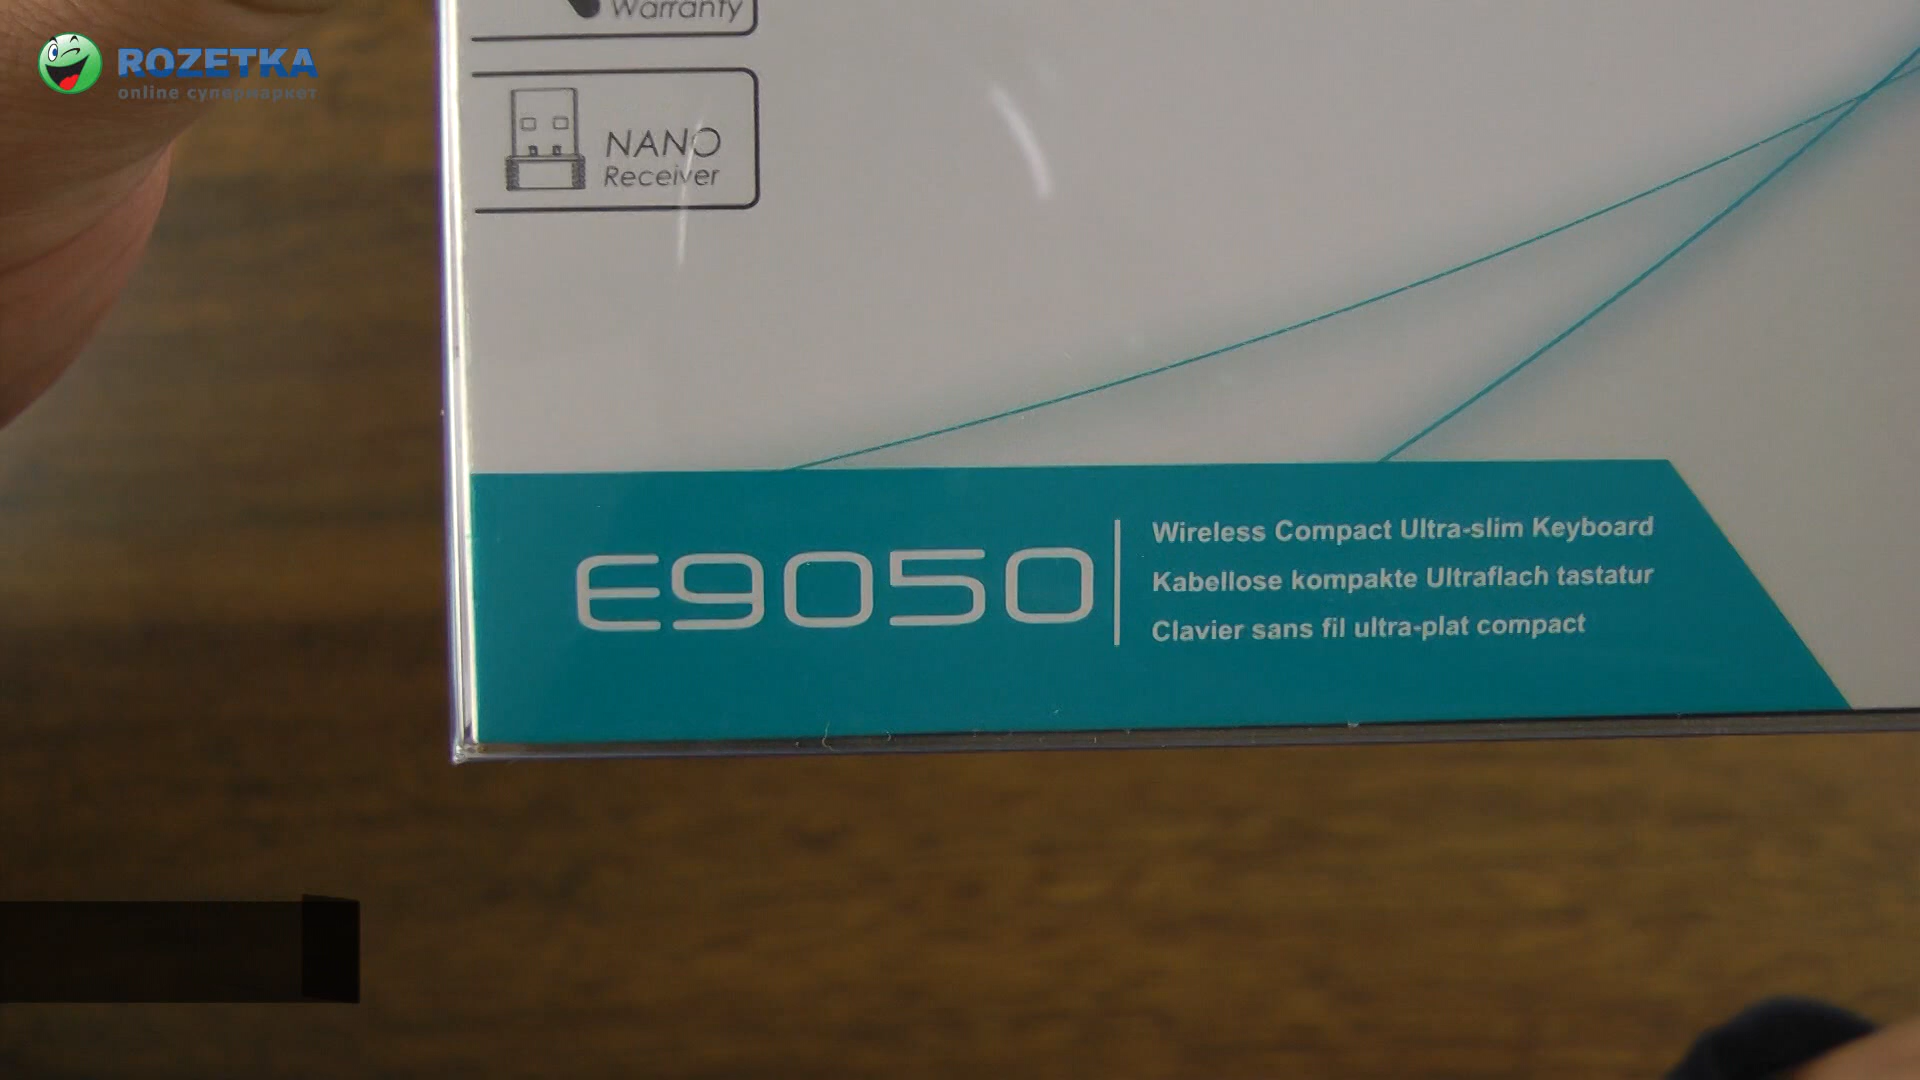 Warranty
ROZETKA
online супермаркет
NANO
Receiver
E9050
Wireless Compact Ultra-slim Keyboard
Kabellose kompakte Ultraflach tastatur
Clavier sans fil ultra-plat compact